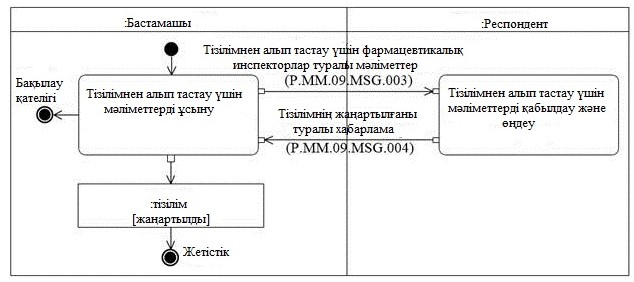 :Бастамашы
:Респондент
Тізілімнен алып тастау үшін фармацевтикалық
инспекторлар туралы мәліметтер
(P.MM.09.MSG.003)
Бақылау
қателігі
Тізілімнен алып тастау үшін
мәліметтерді ұсыну
Тізілімнен алып тастау үшін
мәліметтерді қабылдау және
өңдеу
Тізілімнің жаңартылғаны
туралы хабарлама
(P.MM.09.MSG.004)
:тізілім
[жаңартылды]
Жетістік